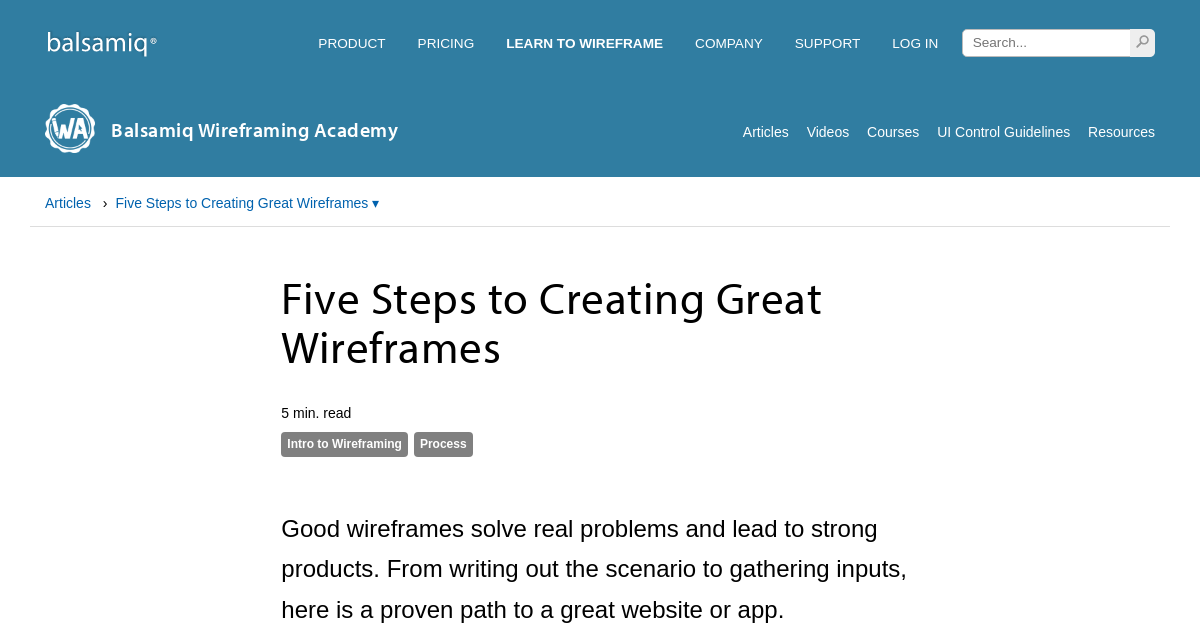 balsamiq®
PRODUCT PRICING LEARN TO WIREFRAME COMPANY SUPPORT LOG IN Search...
WA Balsamiq Wireframing Academy
Articles Videos Courses UI Control Guidelines Resources
Articles › Five Steps to Creating Great Wireframes ▾
Five Steps to Creating Great
Wireframes
5 min. read
Intro to Wireframing Process
Good wireframes solve real problems and lead to strong
products. From writing out the scenario to gathering inputs,
here is a proven path to a great website or app.